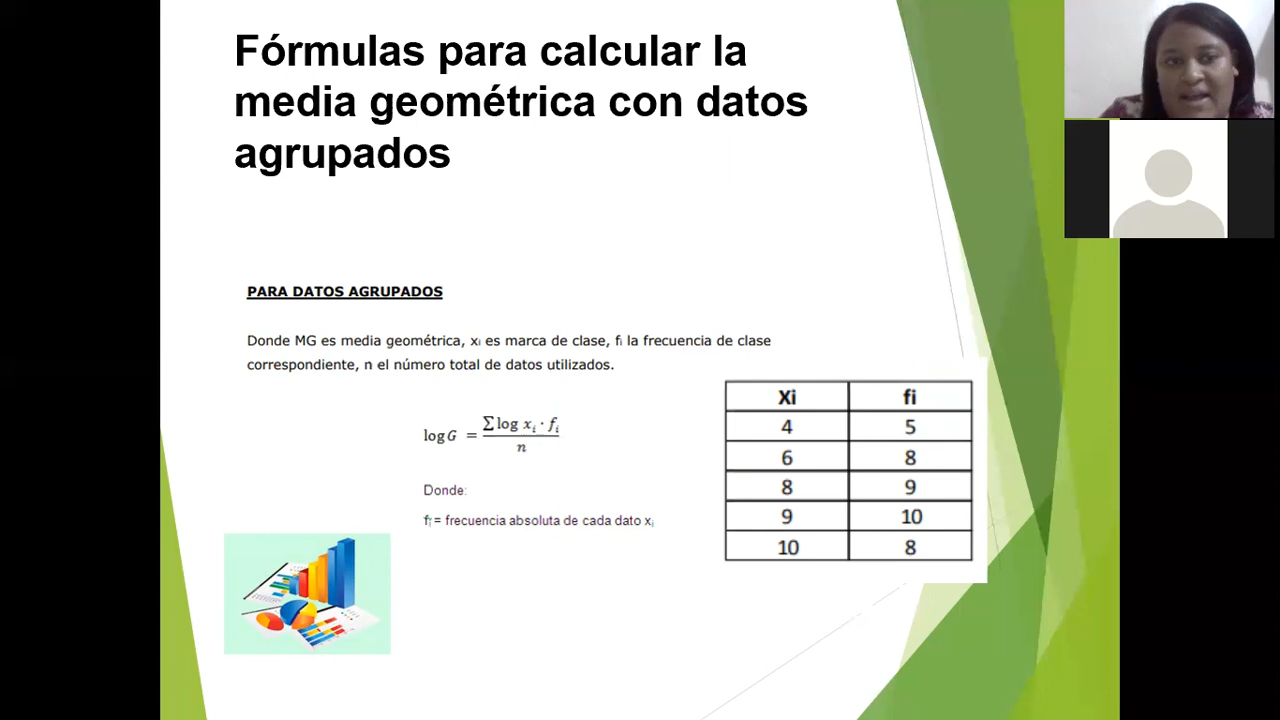 Fórmulas para calcular la
media geométrica con datos
agrupados
PARA DATOS AGRUPADOS
Donde MG es media geométrica, xi es marca de clase, fi la frecuencia de clase
correspondiente, n el número total de datos utilizados.
log G = ∑ log xi · fi / n
Donde:
fi = frecuencia absoluta de cada dato xi
Xi fi
4 5
6 8
8 9
9 10
10 8